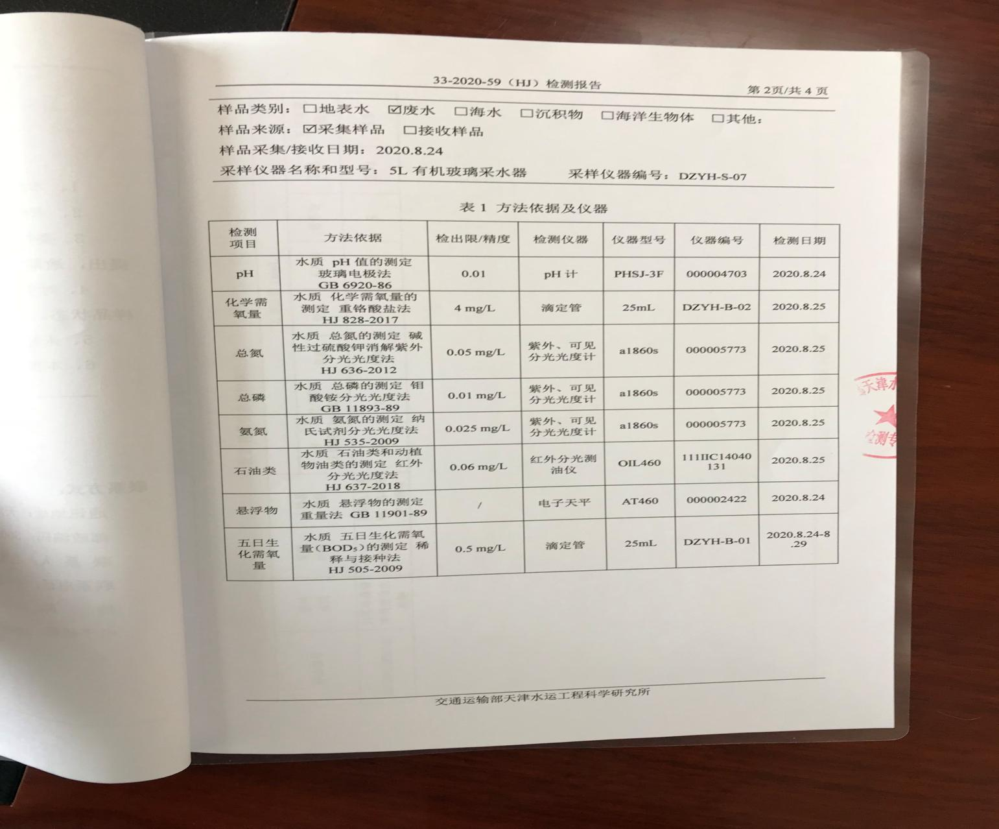 33-2020-59（HJ）检测报告
第 2页/共 4 页
样品类别：☐地表水 ☑废水 ☐海水 ☐沉积物 ☐海洋生物体 ☐其他：
样品来源：☑采集样品 ☐接收样品
样品采集/接收日期：2020.8.24
采样仪器名称和型号：5L 有机玻璃采水器 采样仪器编号：DZYH-S-07
表 1 方法依据及仪器
检测
项目
方法依据
检出限/精度
检测仪器
仪器型号
仪器编号
检测日期
pH
水质 pH 值的测定
玻璃电极法
GB 6920-86
0.01
pH 计
PHSJ-3F
000004703
2020.8.24
化学需
氧量
水质 化学需氧量的
测定 重铬酸盐法
HJ 828-2017
4 mg/L
滴定管
25mL
DZYH-B-02
2020.8.25
总氮
水质 总氮的测定 碱
性过硫酸钾消解紫外
分光光度法
HJ 636-2012
0.05 mg/L
紫外、可见
分光光度计
a1860s
000005773
2020.8.25
总磷
水质 总磷的测定 钼
酸铵分光光度法
GB 11893-89
0.01 mg/L
紫外、可见
分光光度计
a1860s
000005773
2020.8.25
氨氮
水质 氨氮的测定 纳
氏试剂分光光度法
HJ 535-2009
0.025 mg/L
紫外、可见
分光光度计
a1860s
000005773
2020.8.25
石油类
水质 石油类和动植
物油类的测定 红外
分光光度法
HJ 637-2018
0.06 mg/L
红外分光测
油仪
OIL460
111IIC14040
131
2020.8.25
悬浮物
水质 悬浮物的测定
重量法 GB 11901-89
/
电子天平
AT460
000002422
2020.8.24
五日生
化需氧
量
水质 五日生化需氧
量（BOD₅）的测定 稀
释与接种法
HJ 505-2009
0.5 mg/L
滴定管
25mL
DZYH-B-01
2020.8.24-8
.29
天津水
检测专
交通运输部天津水运工程科学研究所